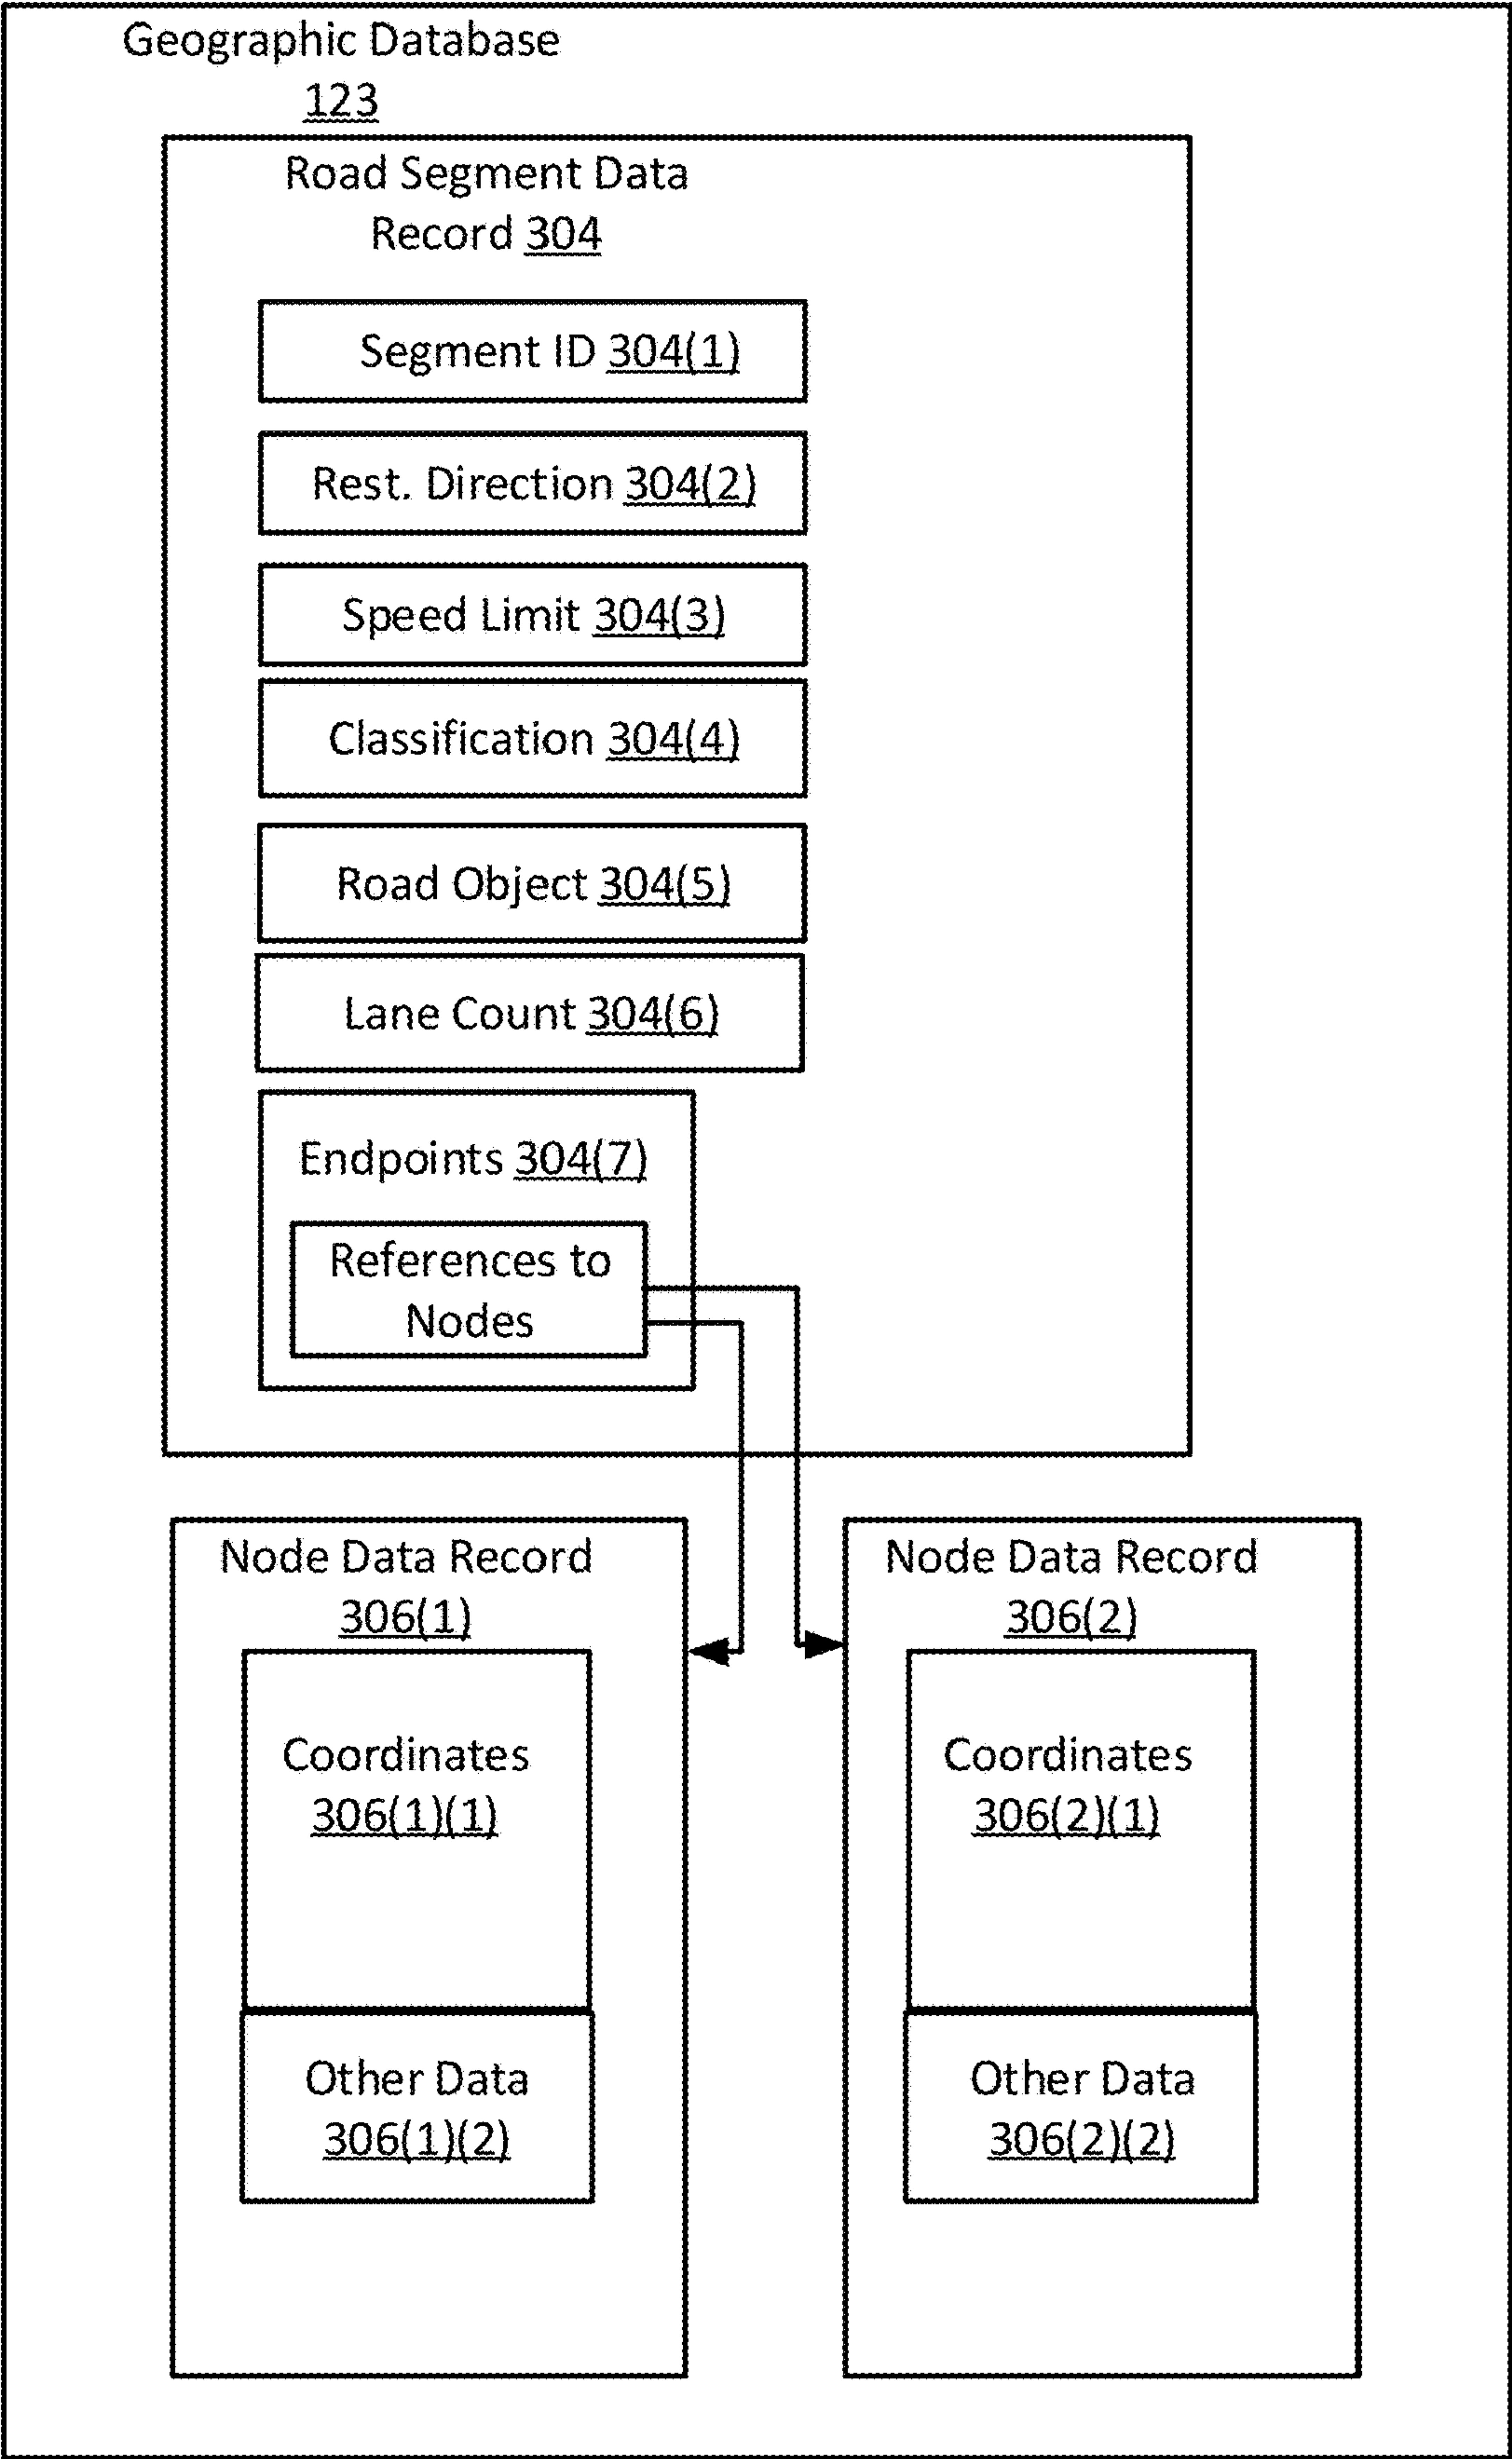 Geographic Database
123
Road Segment Data
Record 304
Segment ID 304(1)
Rest. Direction 304(2)
Speed Limit 304(3)
Classification 304(4)
Road Object 304(5)
Lane Count 304(6)
Endpoints 304(7)
References to
Nodes
Node Data Record
306(1)
Coordinates
306(1)(1)
Other Data
306(1)(2)
Node Data Record
306(2)
Coordinates
306(2)(1)
Other Data
306(2)(2)